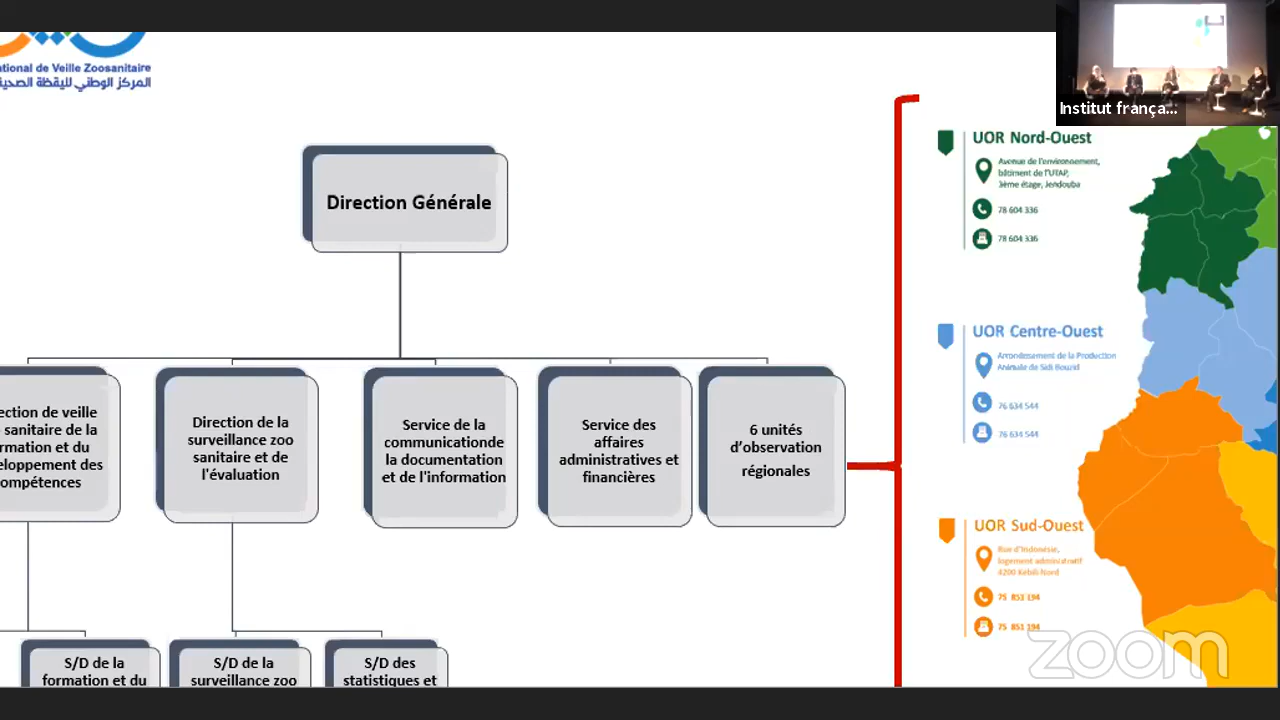 ational de Veille Zoosanitaire
المركز الوطني لليقظة الصحية
Institut frança...
Direction Générale
ection de veille
sanitaire de la
rmation et du
eloppement des
ompétences
Direction de la
surveillance zoo
sanitaire et de
l'évaluation
Service de la
communicationde
la documentation
et de l'information
Service des
affaires
administratives et
financières
6 unités
d'observation
régionales
S/D de la
formation et du
S/D de la
surveillance zoo
S/D des
statistiques et
UOR Nord-Ouest
Avenue de l'environnement,
bâtiment de l'UTAP,
3ème étage, Jendouba
78 604 336
78 604 336
UOR Centre-Ouest
Arrondissement de la Production
Animale de Sidi Bouzid
76 634 544
76 634 544
UOR Sud-Ouest
Rue d'Indonésie,
logement administratif
4200 Kébili-Nord
75 851 194
75 851 194
zoom